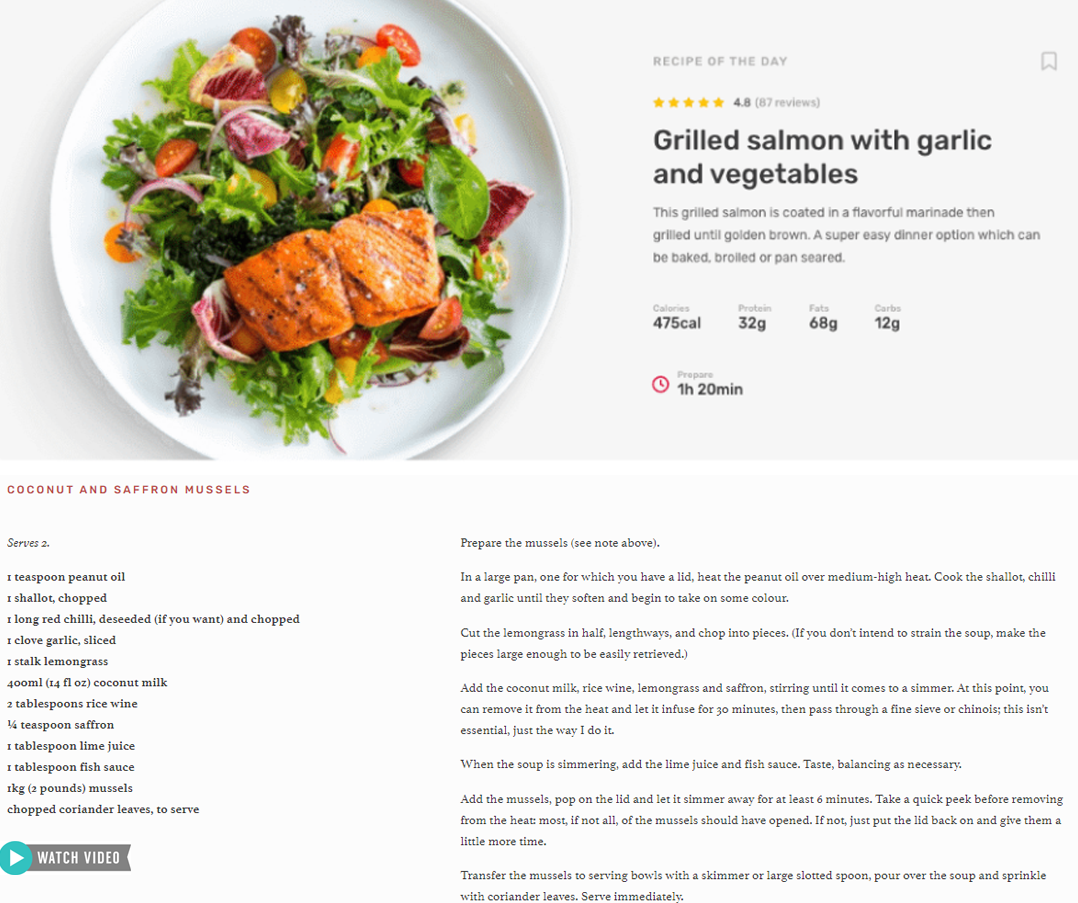 RECIPE OF THE DAY
4.8 (87 reviews)
Grilled salmon with garlic
and vegetables
This grilled salmon is coated in a flavorful marinade then
grilled until golden brown. A super easy dinner option which can
be baked, broiled or pan seared.
Calories Protein Fats Carbs
475cal 32g 68g 12g
Prepare
1h 20min
COCONUT AND SAFFRON MUSSELS
Serves 2.
1 teaspoon peanut oil
1 shallot, chopped
1 long red chilli, deseeded (if you want) and chopped
1 clove garlic, sliced
1 stalk lemongrass
400ml (14 fl oz) coconut milk
2 tablespoons rice wine
¼ teaspoon saffron
1 tablespoon lime juice
1 tablespoon fish sauce
1kg (2 pounds) mussels
chopped coriander leaves, to serve
WATCH VIDEO
Prepare the mussels (see note above).
In a large pan, one for which you have a lid, heat the peanut oil over medium-high heat. Cook the shallot, chilli
and garlic until they soften and begin to take on some colour.
Cut the lemongrass in half, lengthways, and chop into pieces. (If you don't intend to strain the soup, make the
pieces large enough to be easily retrieved.)
Add the coconut milk, rice wine, lemongrass and saffron, stirring until it comes to a simmer. At this point, you
can remove it from the heat and let it infuse for 30 minutes, then pass through a fine sieve or chinois; this isn't
essential, just the way I do it.
When the soup is simmering, add the lime juice and fish sauce. Taste, balancing as necessary.
Add the mussels, pop on the lid and let it simmer away for at least 6 minutes. Take a quick peek before removing
from the heat: most, if not all, of the mussels should have opened. If not, just put the lid back on and give them a
little more time.
Transfer the mussels to serving bowls with a skimmer or large slotted spoon, pour over the soup and sprinkle
with coriander leaves. Serve immediately.